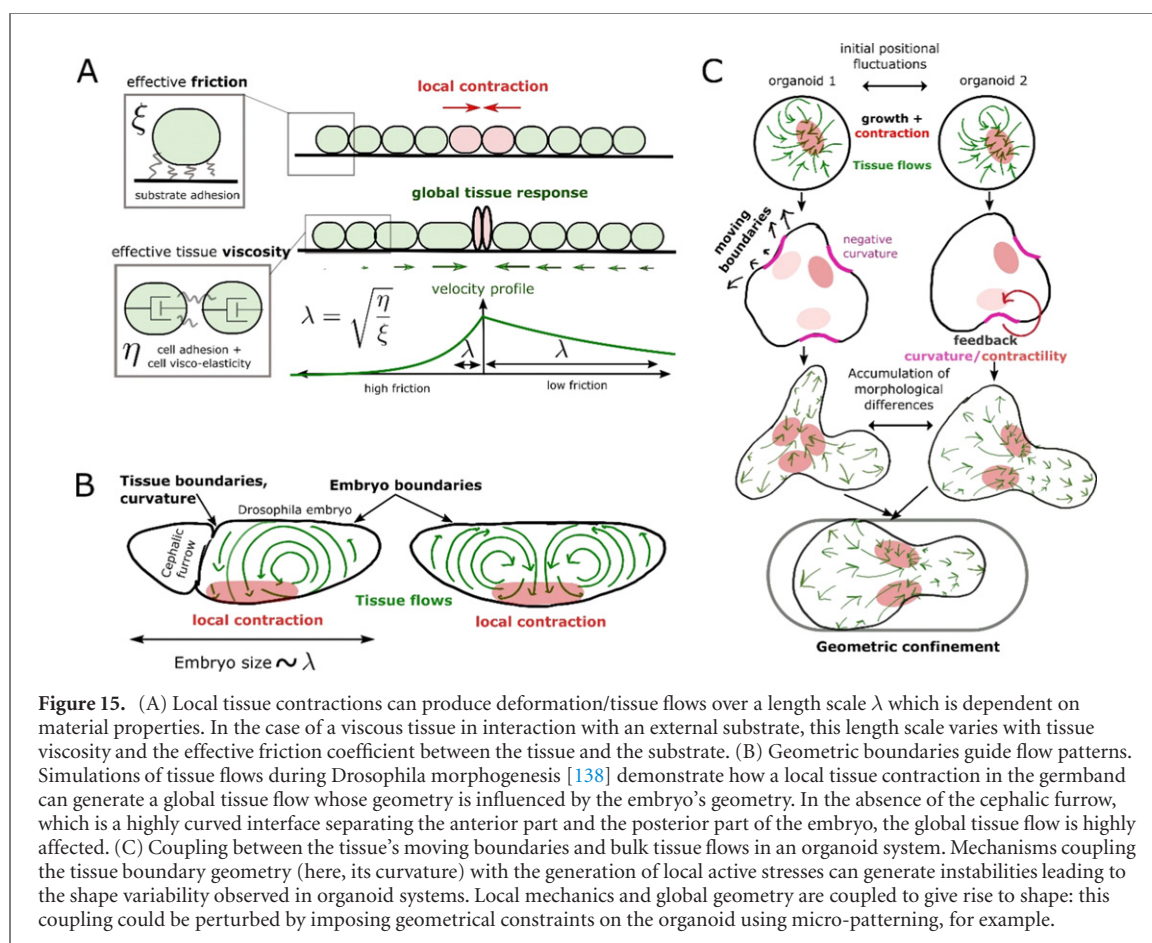 A
effective friction
ξ
substrate adhesion
local contraction
global tissue response
effective tissue viscosity
η
cell adhesion +
cell visco-elasticity
velocity profile
λ = √(η/ξ)
λ
λ
high friction
low friction
B
Tissue boundaries,
curvature
Embryo boundaries
Drosophila embryo
Cephalic
furrow
Tissue flows
local contraction
local contraction
Embryo size ~ λ
C
initial positional
fluctuations
organoid 1
organoid 2
growth +
contraction
Tissue flows
moving
boundaries
negative
curvature
feedback
curvature/contractility
Accumulation of
morphological
differences
Geometric confinement
Figure 15. (A) Local tissue contractions can produce deformation/tissue flows over a length scale λ which is dependent on
material properties. In the case of a viscous tissue in interaction with an external substrate, this length scale varies with tissue
viscosity and the effective friction coefficient between the tissue and the substrate. (B) Geometric boundaries guide flow patterns.
Simulations of tissue flows during Drosophila morphogenesis [138] demonstrate how a local tissue contraction in the germband
can generate a global tissue flow whose geometry is influenced by the embryo's geometry. In the absence of the cephalic furrow,
which is a highly curved interface separating the anterior part and the posterior part of the embryo, the global tissue flow is highly
affected. (C) Coupling between the tissue's moving boundaries and bulk tissue flows in an organoid system. Mechanisms coupling
the tissue boundary geometry (here, its curvature) with the generation of local active stresses can generate instabilities leading to
the shape variability observed in organoid systems. Local mechanics and global geometry are coupled to give rise to shape: this
coupling could be perturbed by imposing geometrical constraints on the organoid using micro-patterning, for example.